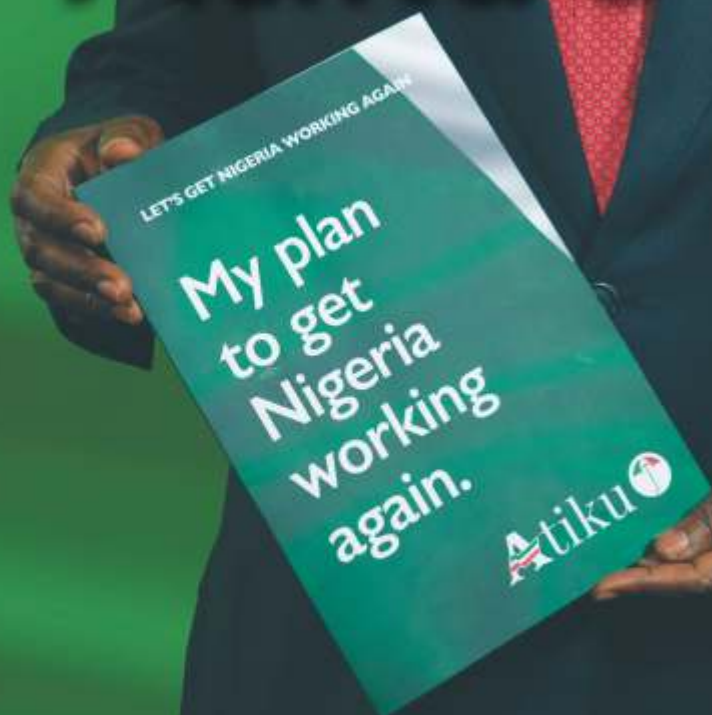 LET'S GET NIGERIA WORKING AGAIN
My plan
to get
Nigeria
working
again.
Atiku